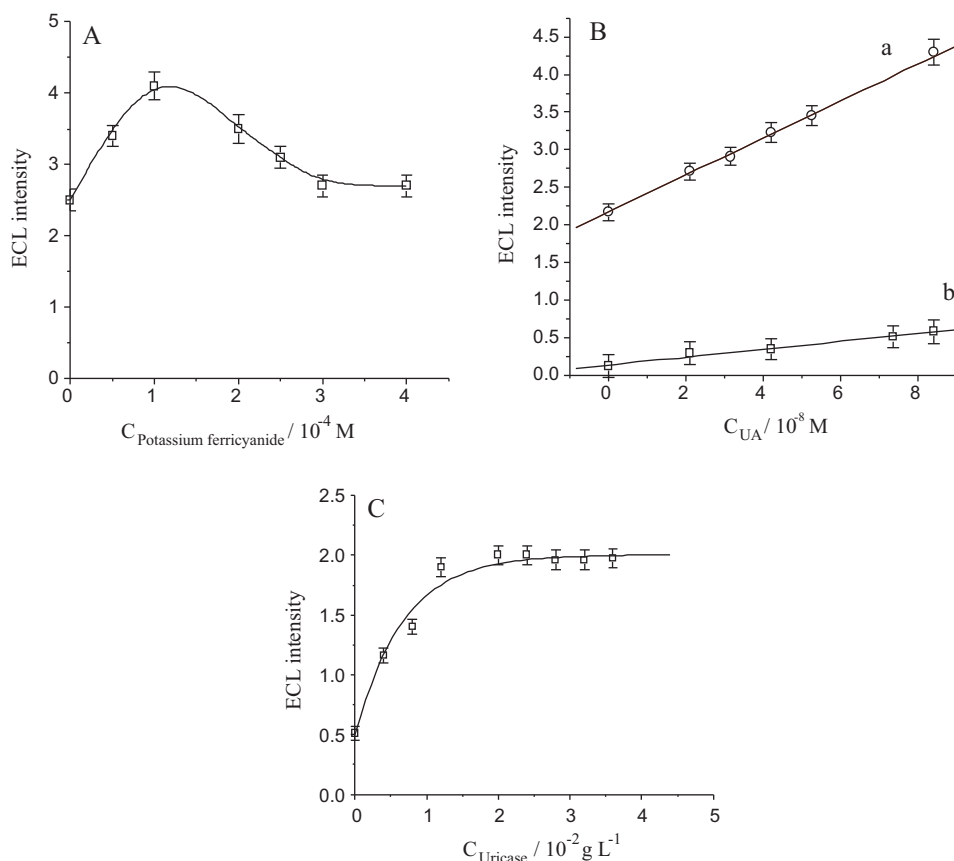 A
5
4
3
2
1
0
0 1 2 3 4
ECL intensity
C Potassium ferricyanide / 10⁻⁴ M
B
a
b
4.5
4.0
3.5
3.0
2.5
2.0
1.5
1.0
0.5
0.0
0 2 4 6 8
ECL intensity
C UA / 10⁻⁸ M
C
2.5
2.0
1.5
1.0
0.5
0.0
0 1 2 3 4 5
ECL intensity
C Uricase / 10⁻² g L⁻¹